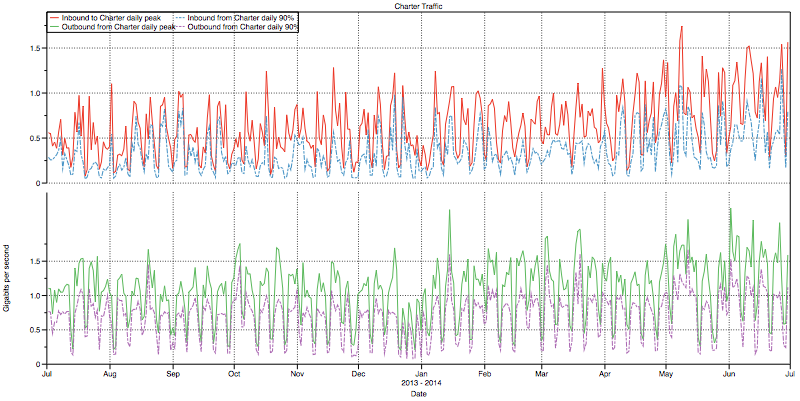 Charter Traffic
Inbound to Charter daily peak
Inbound from Charter daily 90%
Outbound from Charter daily peak
Outbound from Charter daily 90%
1.5
1.0
0.5
0
Gigabits per second
1.5
1.0
0.5
0
Jul Aug Sep Oct Nov Dec Jan Feb Mar Apr May Jun Jul
2013 - 2014
Date